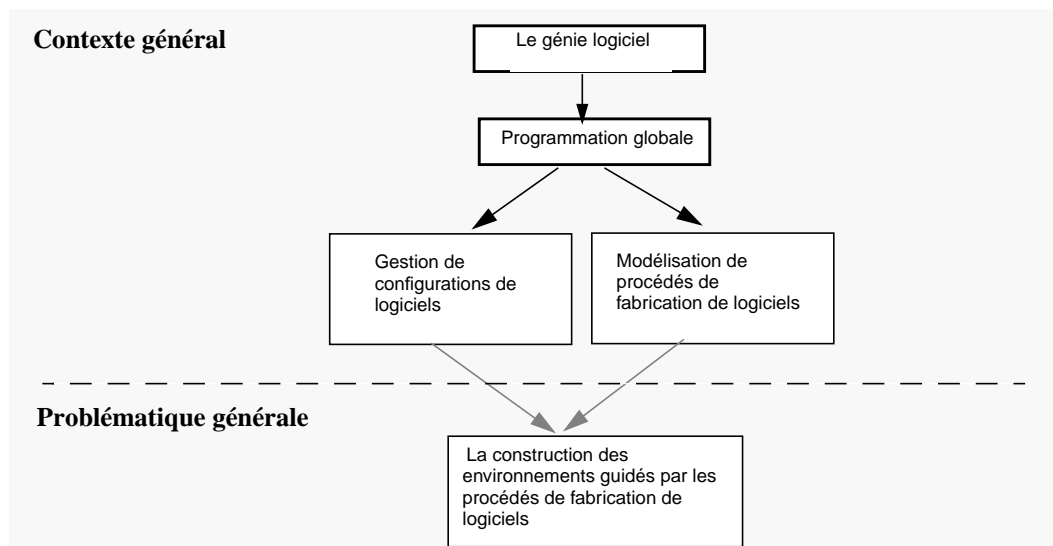 Contexte général
Le génie logiciel
Programmation globale
Gestion de
configurations de
logiciels
Modélisation de
procédés de
fabrication de logiciels
Problématique générale
La construction des
environnements guidés par les
procédés de fabrication de
logiciels